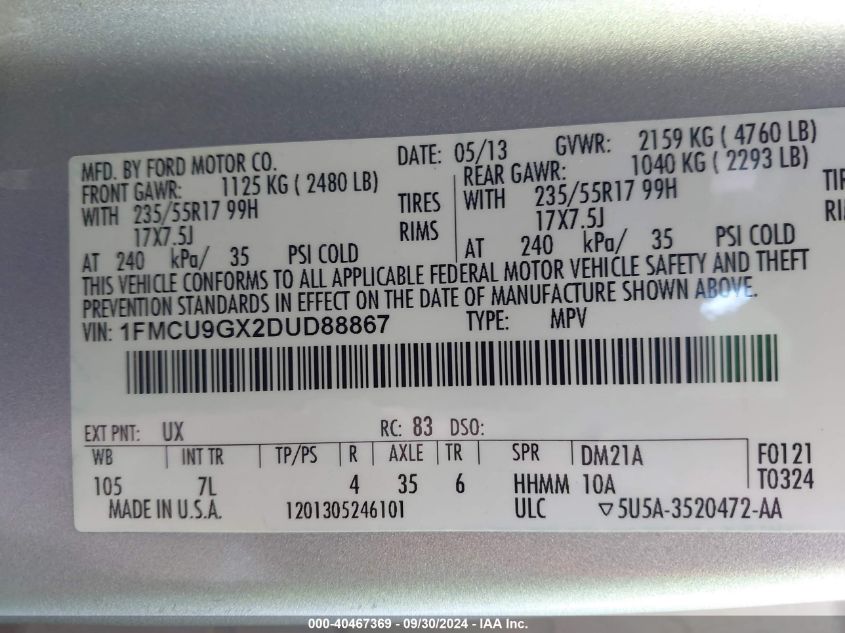 MFD. BY FORD MOTOR CO. DATE: 05/13 GVWR: 2159 KG ( 4760 LB)
FRONT GAWR: 1125 KG ( 2480 LB) REAR GAWR: 1040 KG ( 2293 LB)
WITH 235/55R17 99H TIRES WITH 235/55R17 99H TIR
17X7.5J RIMS 17X7.5J RI
AT 240 kPa/ 35 PSI COLD AT 240 kPa/ 35 PSI COLD
THIS VEHICLE CONFORMS TO ALL APPLICABLE FEDERAL MOTOR VEHICLE SAFETY AND THEFT
PREVENTION STANDARDS IN EFFECT ON THE DATE OF MANUFACTURE SHOWN ABOVE.
VIN: 1FMCU9GX2DUD88867 TYPE: MPV
EXT PNT: UX RC: 83 DSO:
WB INT TR TP/PS R AXLE TR SPR DM21A F0121
105 7L 4 35 6 HHMM 10A T0324
MADE IN U.S.A. 1201305246101 ULC ▽5U5A-3520472-AA
000-40467369 - 09/30/2024 - IAA Inc.